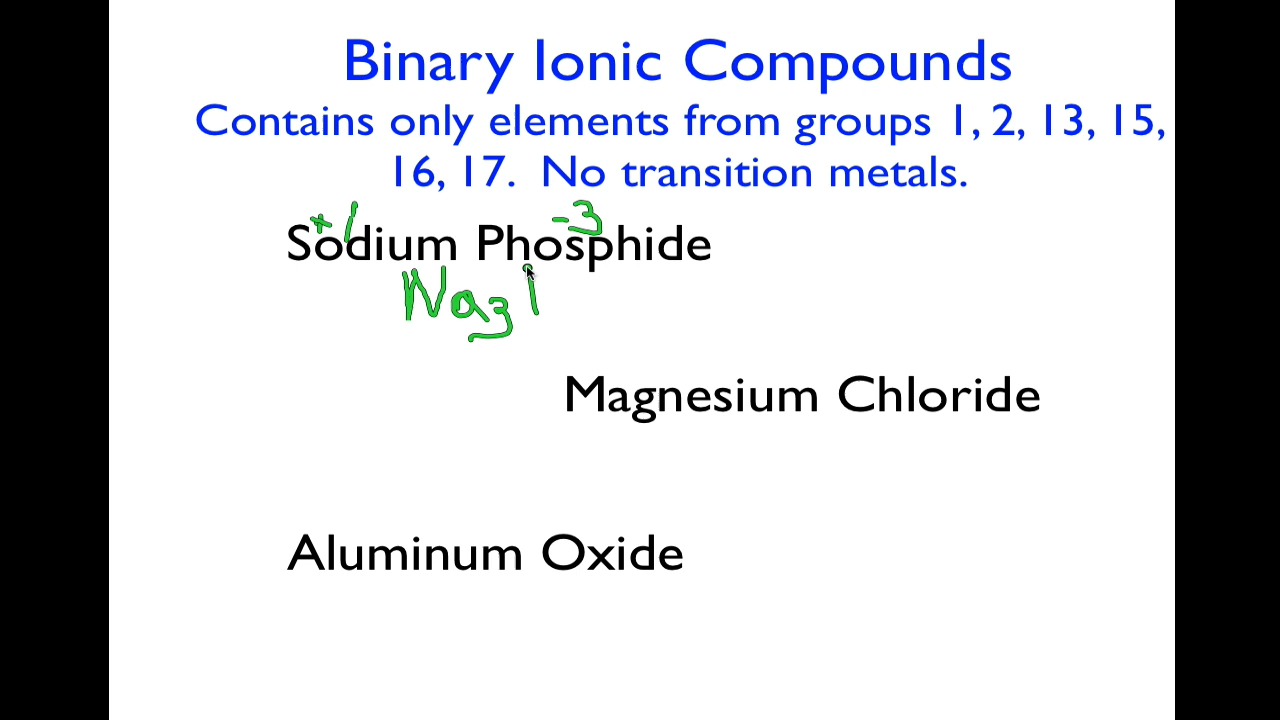 Binary Ionic Compounds
Contains only elements from groups 1, 2, 13, 15,
16, 17. No transition metals.
+1 -3
Sodium Phosphide
Na3
Magnesium Chloride
Aluminum Oxide